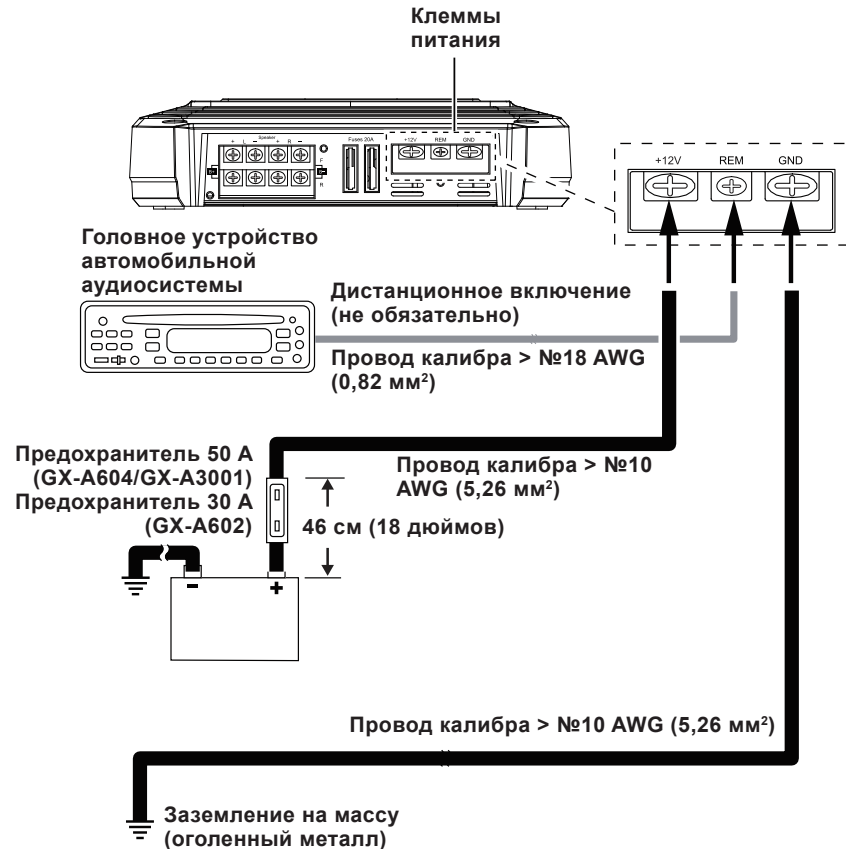 Клеммы
питания
Speaker
+ L − + R −
F
R
Fuses 20A
+12V REM GND
+12V REM GND
Головное устройство
автомобильной
аудиосистемы
Дистанционное включение
(не обязательно)
Провод калибра > №18 AWG
(0,82 мм²)
Предохранитель 50 А
(GX-A604/GX-A3001)
Предохранитель 30 А
(GX-A602)
Провод калибра > №10
AWG (5,26 мм²)
46 см (18 дюймов)
− +
Провод калибра > №10 AWG (5,26 мм²)
Заземление на массу
(оголенный металл)